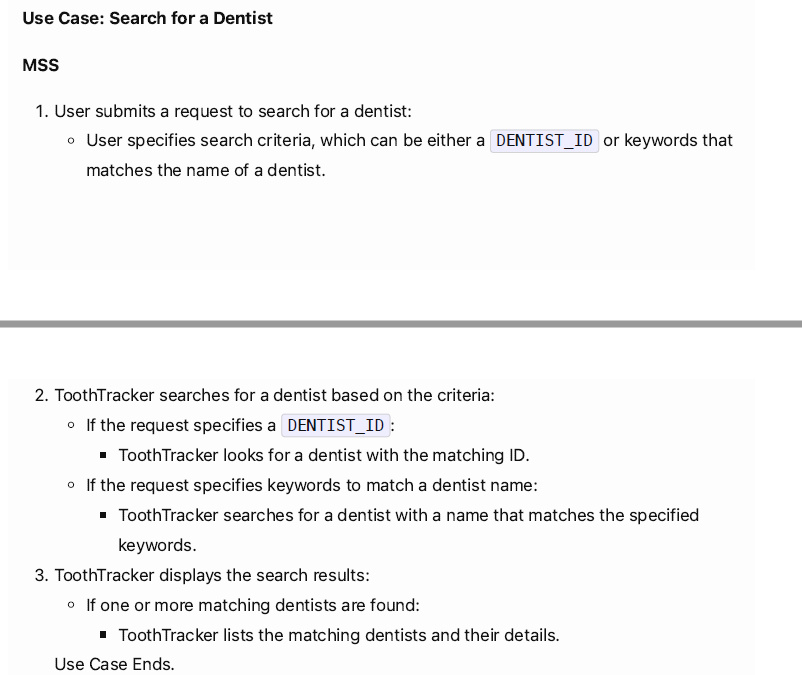 Use Case: Search for a Dentist
MSS
1. User submits a request to search for a dentist:
○ User specifies search criteria, which can be either a DENTIST_ID or keywords that
matches the name of a dentist.
2. ToothTracker searches for a dentist based on the criteria:
○ If the request specifies a DENTIST_ID:
▪ ToothTracker looks for a dentist with the matching ID.
○ If the request specifies keywords to match a dentist name:
▪ ToothTracker searches for a dentist with a name that matches the specified
keywords.
3. ToothTracker displays the search results:
○ If one or more matching dentists are found:
▪ ToothTracker lists the matching dentists and their details.
Use Case Ends.